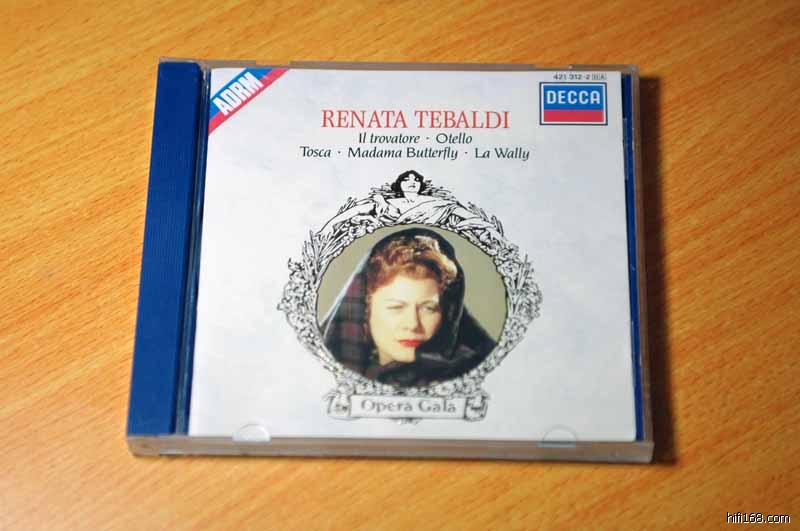 421 312-2 DA
ADRM
DECCA
RENATA TEBALDI
Il trovatore · Otello
Tosca · Madama Butterfly · La Wally
Opera Gala
hifi168.com